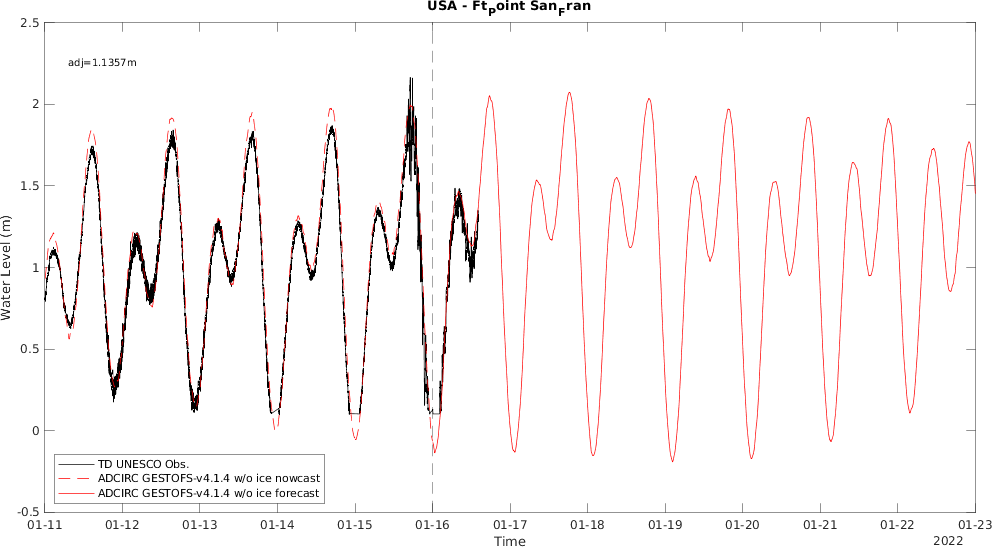 USA - Ft_Point San_Fran
2.5
adj=1.1357m
2
1.5
1
0.5
0
-0.5
Water Level (m)
TD UNESCO Obs.
ADCIRC GESTOFS-v4.1.4 w/o ice nowcast
ADCIRC GESTOFS-v4.1.4 w/o ice forecast
01-11 01-12 01-13 01-14 01-15 01-16 01-17 01-18 01-19 01-20 01-21 01-22 01-23
Time
2022